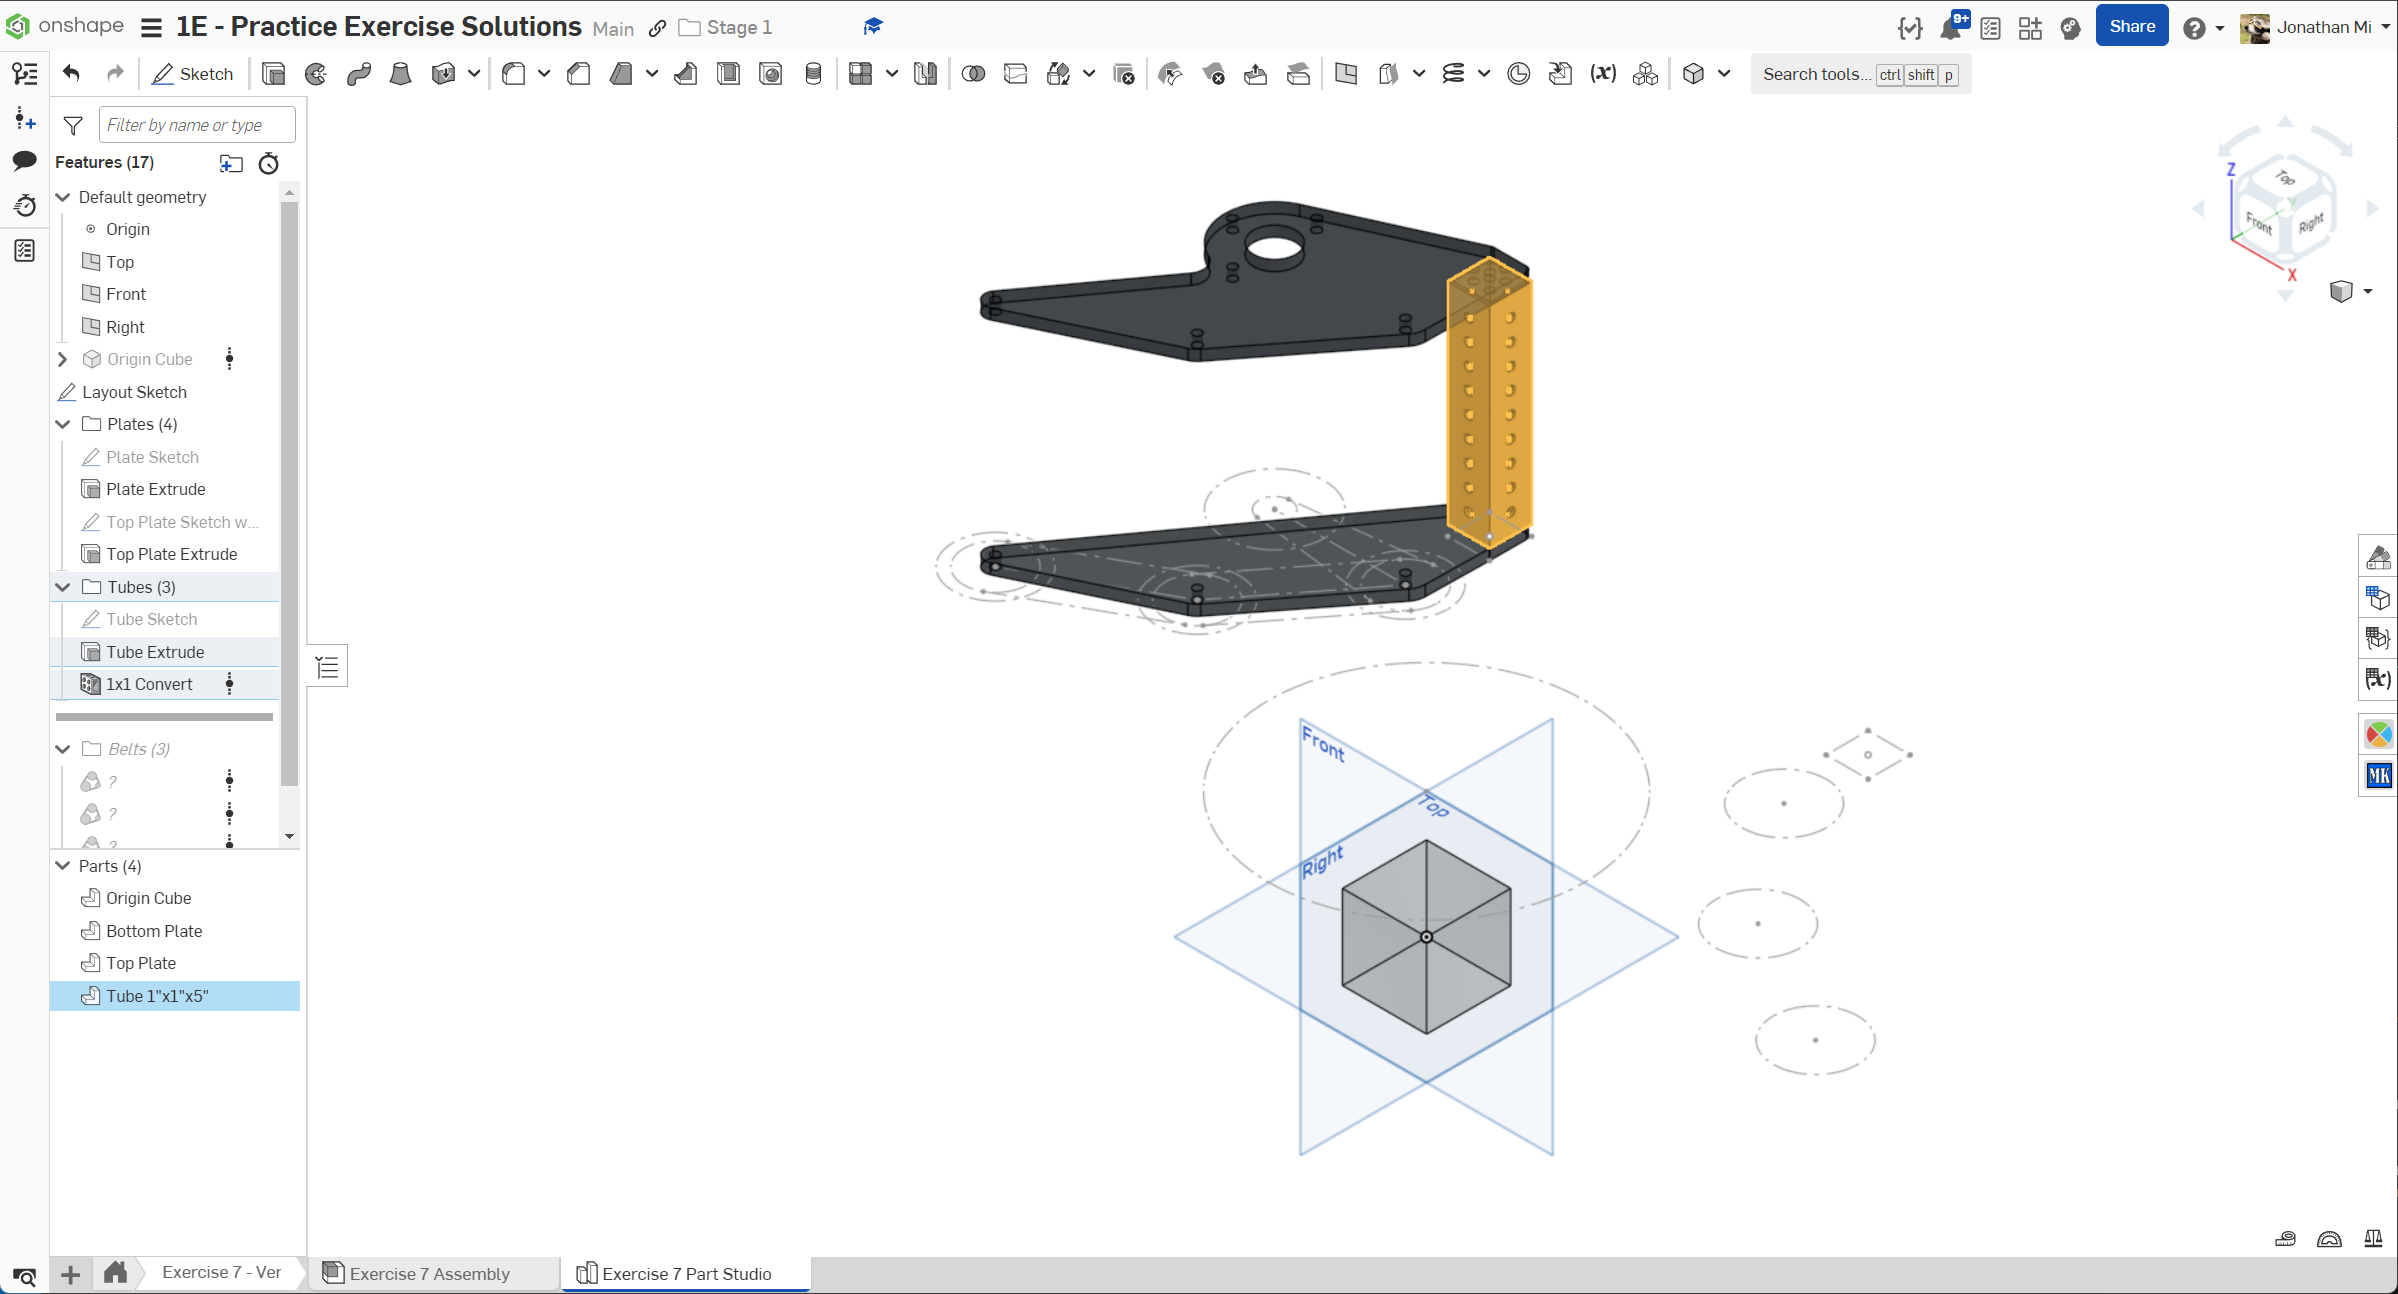 onshape
1E - Practice Exercise Solutions Main Stage 1
9+
Share
Jonathan Mi
Sketch
(x)
Search tools... ctrl shift p
Filter by name or type
Features (17)
Default geometry
Origin
Top
Front
Right
Origin Cube
Layout Sketch
Plates (4)
Plate Sketch
Plate Extrude
Top Plate Sketch w...
Top Plate Extrude
Tubes (3)
Tube Sketch
Tube Extrude
1x1 Convert
Belts (3)
?
?
?
Parts (4)
Origin Cube
Bottom Plate
Top Plate
Tube 1"x1"x5"
Front
Top
Right
Z
Top
Y
Front
Right
X
(x)
MK
Exercise 7 - Ver
Exercise 7 Assembly
Exercise 7 Part Studio